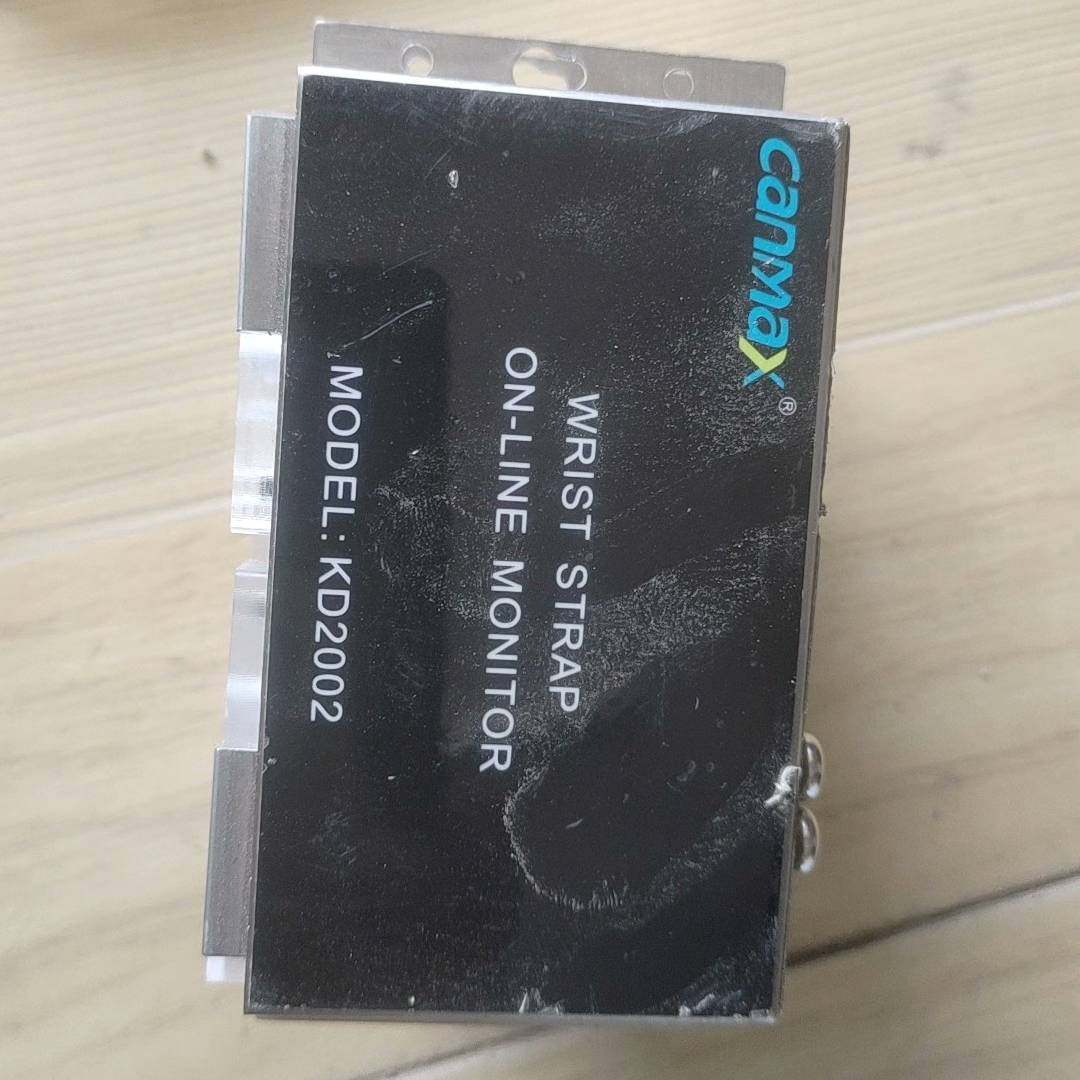 canmax®
WRIST STRAP
ON-LINE MONITOR
MODEL: KD2002